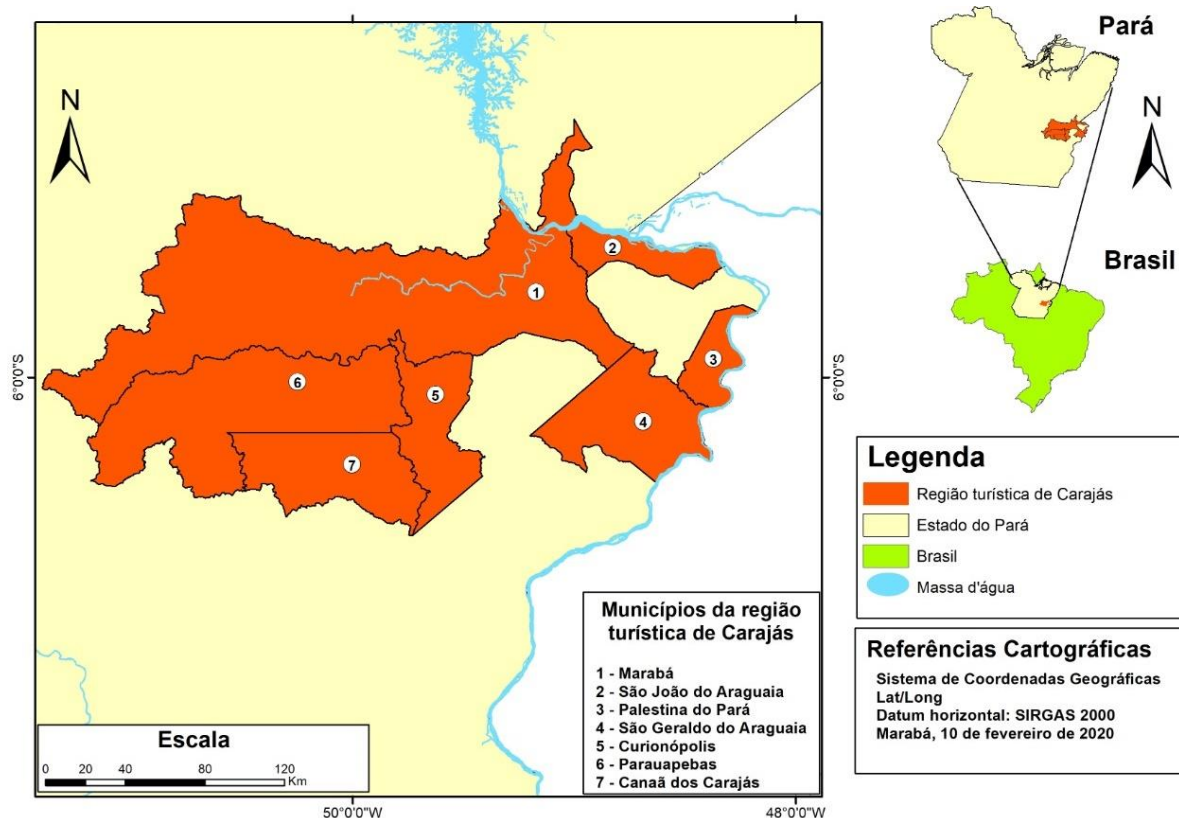 Pará
N
N
Brasil
1
2
3
4
5
6
7
6°0'0"S
6°0'0"S
50°0'0"W
48°0'0"W
Escala
0 20 40 80 120
Km
Municípios da região
turística de Carajás
1 - Marabá
2 - São João do Araguaia
3 - Palestina do Pará
4 - São Geraldo do Araguaia
5 - Curionópolis
6 - Parauapebas
7 - Canaã dos Carajás
Legenda
Região turística de Carajás
Estado do Pará
Brasil
Massa d'água
Referências Cartográficas
Sistema de Coordenadas Geográficas
Lat/Long
Datum horizontal: SIRGAS 2000
Marabá, 10 de fevereiro de 2020